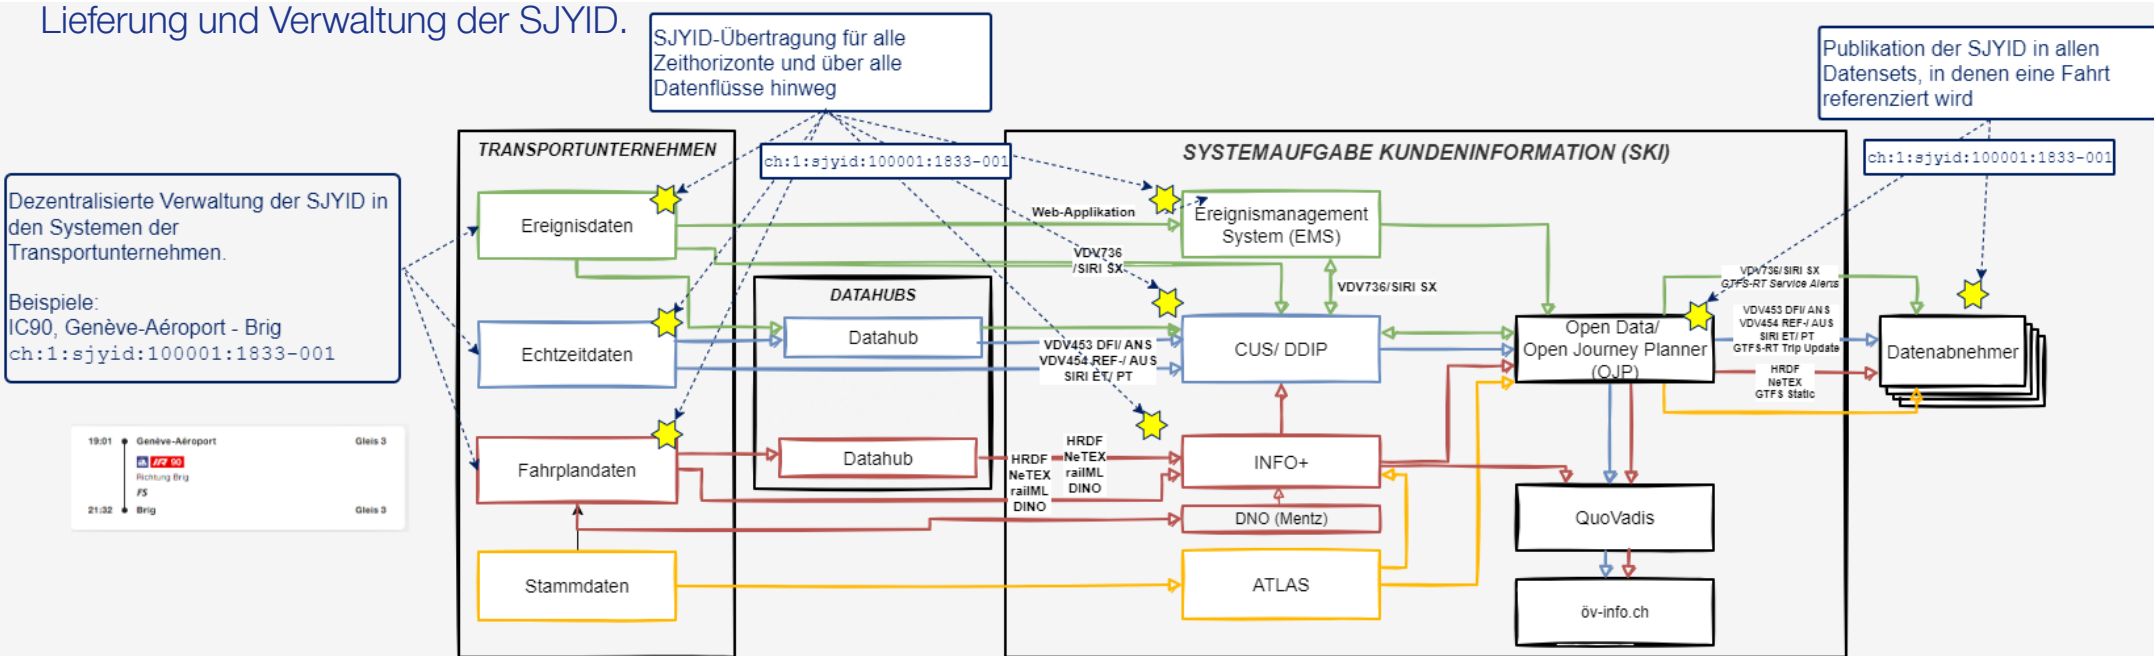 Lieferung und Verwaltung der SJYID.
SJYID-Übertragung für alle
Zeithorizonte und über alle
Datenflüsse hinweg
Publikation der SJYID in allen
Datensets, in denen eine Fahrt
referenziert wird
ch:1:sjyid:100001:1833-001
ch:1:sjyid:100001:1833-001
Dezentralisierte Verwaltung der SJYID in
den Systemen der
Transportunternehmen.
Beispiele:
IC90, Genève-Aéroport - Brig
ch:1:sjyid:100001:1833-001
19:01 Genève-Aéroport Gleis 3
IR 90
Richtung Brig
FS
21:32 Brig Gleis 3
TRANSPORTUNTERNEHMEN
Ereignisdaten
Echtzeitdaten
Fahrplandaten
Stammdaten
DATAHUBS
Datahub
Datahub
SYSTEMAUFGABE KUNDENINFORMATION (SKI)
Web-Applikation
VDV736
/SIRI SX
VDV453 DFI/ ANS
VDV454 REF-/ AUS
SIRI ET/ PT
HRDF
NeTEX
railML
DINO
HRDF
NeTEX
railML
DINO
Ereignismanagement
System (EMS)
VDV736/SIRI SX
CUS/ DDIP
INFO+
DNO (Mentz)
ATLAS
Open Data/
Open Journey Planner
(OJP)
QuoVadis
öv-info.ch
VDV736/SIRI SX
GTFS-RT Service Alerts
VDV453 DFI/ ANS
VDV454 REF-/ AUS
SIRI ET/ PT
GTFS-RT Trip Update
HRDF
NeTEX
GTFS Static
Datenabnehmer